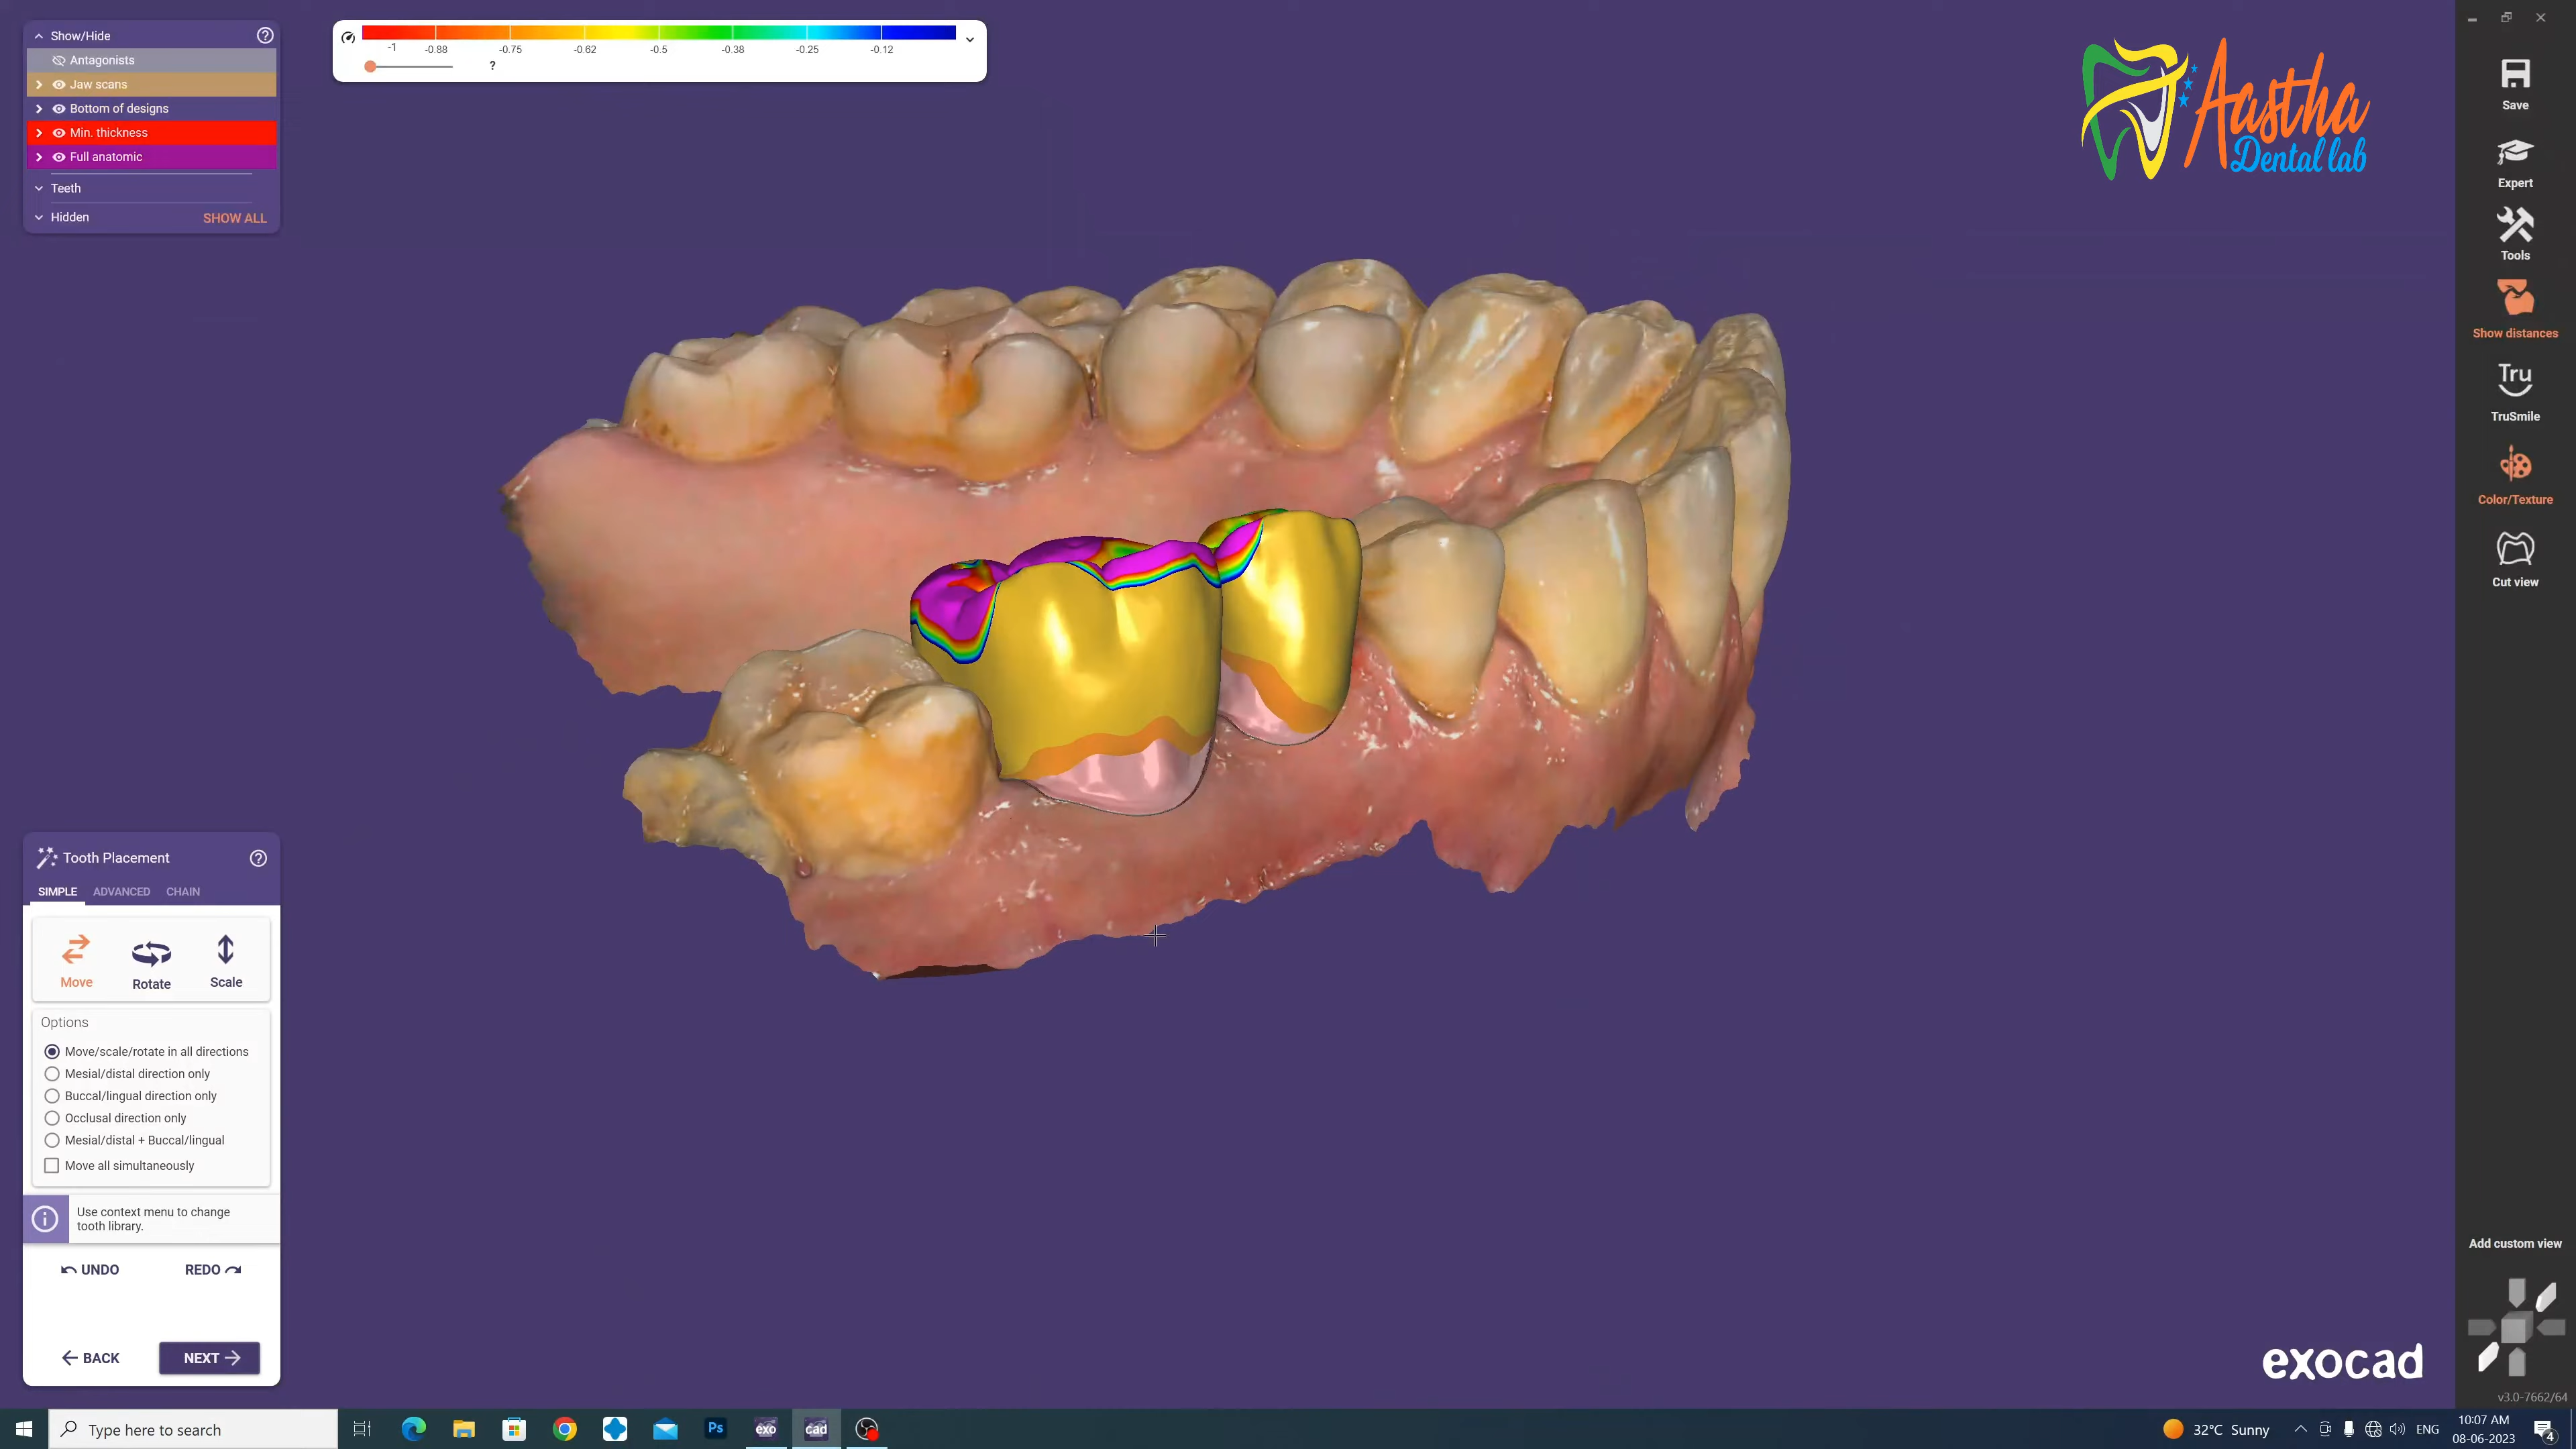 Show/Hide
Antagonists
Jaw scans
Bottom of designs
Min. thickness
Full anatomic
Teeth
Hidden SHOW ALL
-1 -0.88 -0.75 -0.62 -0.5 -0.38 -0.25 -0.12
?
Aastha
Dental lab
Save
Expert
Tools
Show distances
Tru
TruSmile
Color/Texture
Cut view
Tooth Placement
SIMPLE ADVANCED CHAIN
Move Rotate Scale
Options
Move/scale/rotate in all directions
Mesial/distal direction only
Buccal/lingual direction only
Occlusal direction only
Mesial/distal + Buccal/lingual
Move all simultaneously
Use context menu to change
tooth library.
UNDO REDO
BACK NEXT
Add custom view
exocad
v3.0-7662/64
Type here to search
Ps
exo
cad
32°C Sunny
ENG
10:07 AM
08-06-2023
4